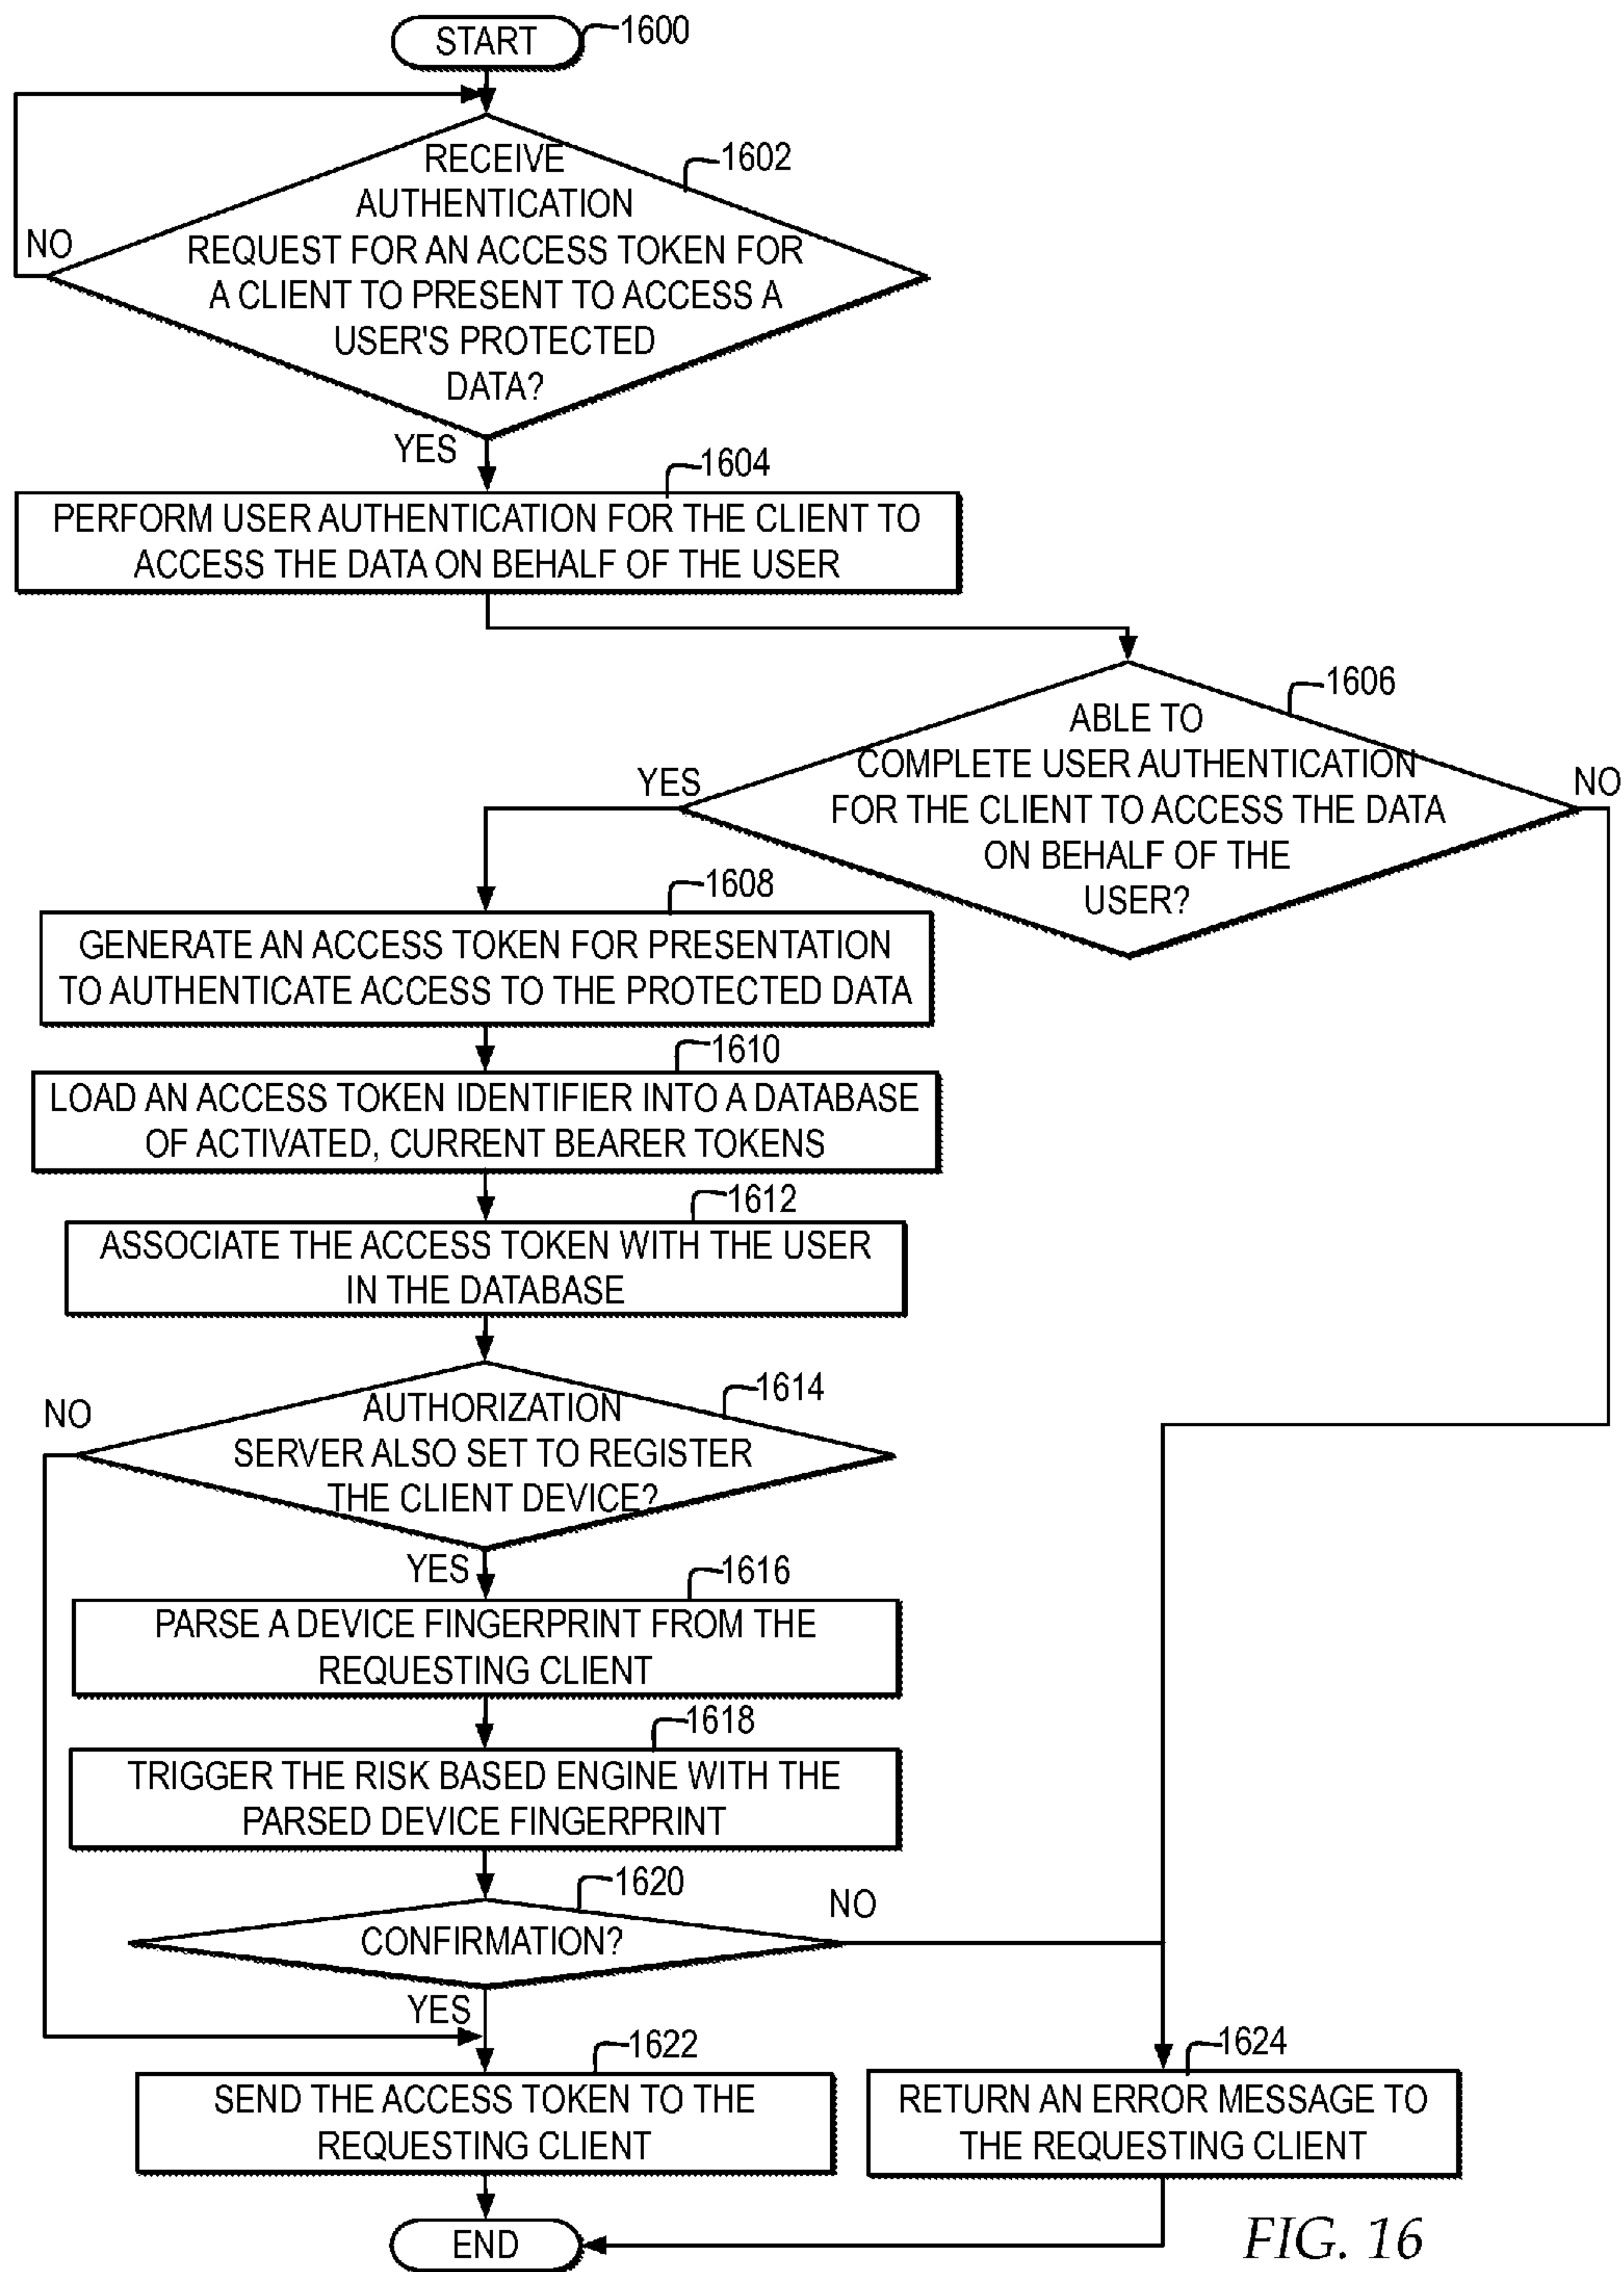 START
1600
RECEIVE
1602
AUTHENTICATION
REQUEST FOR AN ACCESS TOKEN FOR
A CLIENT TO PRESENT TO ACCESS A
USER'S PROTECTED
DATA?
NO
YES
1604
PERFORM USER AUTHENTICATION FOR THE CLIENT TO
ACCESS THE DATA ON BEHALF OF THE USER
1606
ABLE TO
COMPLETE USER AUTHENTICATION
FOR THE CLIENT TO ACCESS THE DATA
ON BEHALF OF THE
USER?
YES
NO
1608
GENERATE AN ACCESS TOKEN FOR PRESENTATION
TO AUTHENTICATE ACCESS TO THE PROTECTED DATA
1610
LOAD AN ACCESS TOKEN IDENTIFIER INTO A DATABASE
OF ACTIVATED, CURRENT BEARER TOKENS
1612
ASSOCIATE THE ACCESS TOKEN WITH THE USER
IN THE DATABASE
1614
NO
AUTHORIZATION
SERVER ALSO SET TO REGISTER
THE CLIENT DEVICE?
YES
1616
PARSE A DEVICE FINGERPRINT FROM THE
REQUESTING CLIENT
1618
TRIGGER THE RISK BASED ENGINE WITH THE
PARSED DEVICE FINGERPRINT
1620
NO
CONFIRMATION?
YES
1622
SEND THE ACCESS TOKEN TO THE
REQUESTING CLIENT
1624
RETURN AN ERROR MESSAGE TO
THE REQUESTING CLIENT
END
FIG. 16